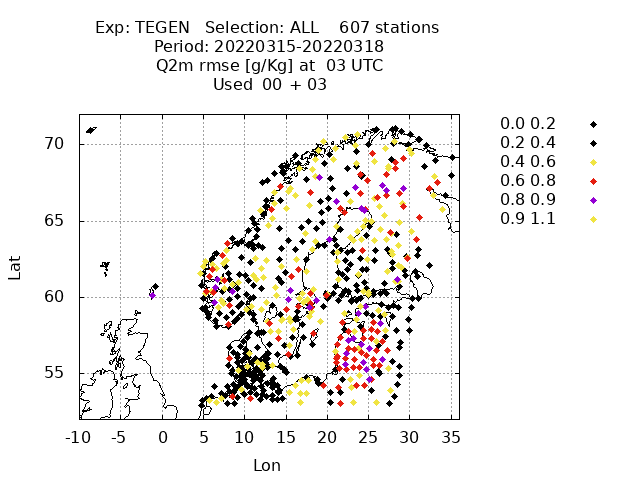 Exp: TEGEN Selection: ALL 607 stations
Period: 20220315-20220318
Q2m rmse [g/Kg] at 03 UTC
Used 00 + 03
0.0 0.2
0.2 0.4
0.4 0.6
0.6 0.8
0.8 0.9
0.9 1.1
70
65
60
55
Lat
-10 -5 0 5 10 15 20 25 30 35
Lon